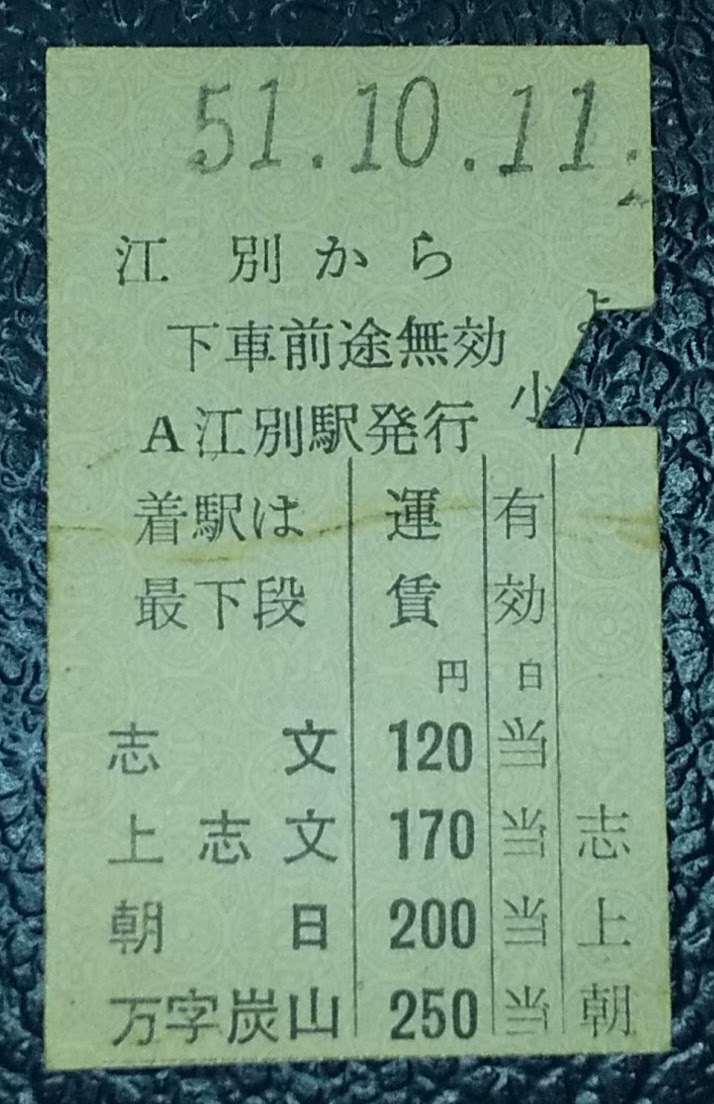 51.10.11
江別から
下車前途無効
A江別駅発行 小
着駅は 運 有
最下段 賃 効
円 日
志文 120 当
上志文 170 当 志
朝日 200 当 上
万字炭山 250 当 朝